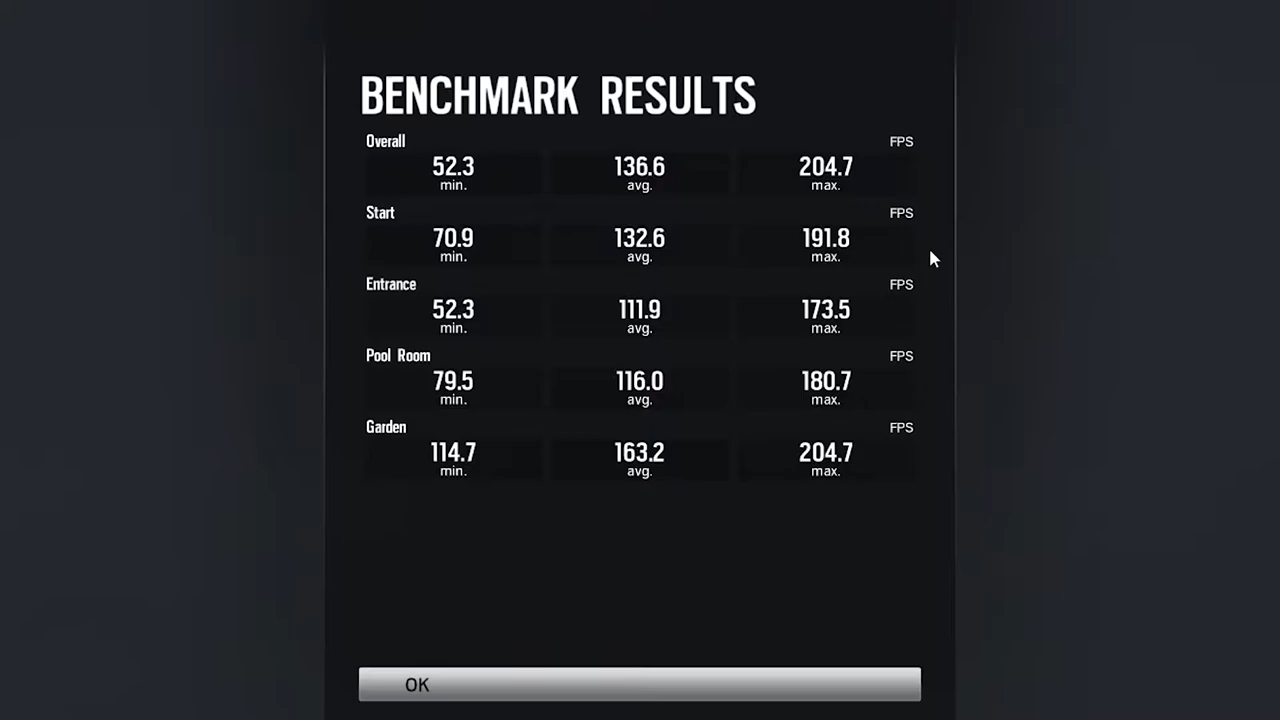 BENCHMARK RESULTS
Overall FPS
52.3 136.6 204.7
min. avg. max.
Start FPS
70.9 132.6 191.8
min. avg. max.
Entrance FPS
52.3 111.9 173.5
min. avg. max.
Pool Room FPS
79.5 116.0 180.7
min. avg. max.
Garden FPS
114.7 163.2 204.7
min. avg. max.
OK